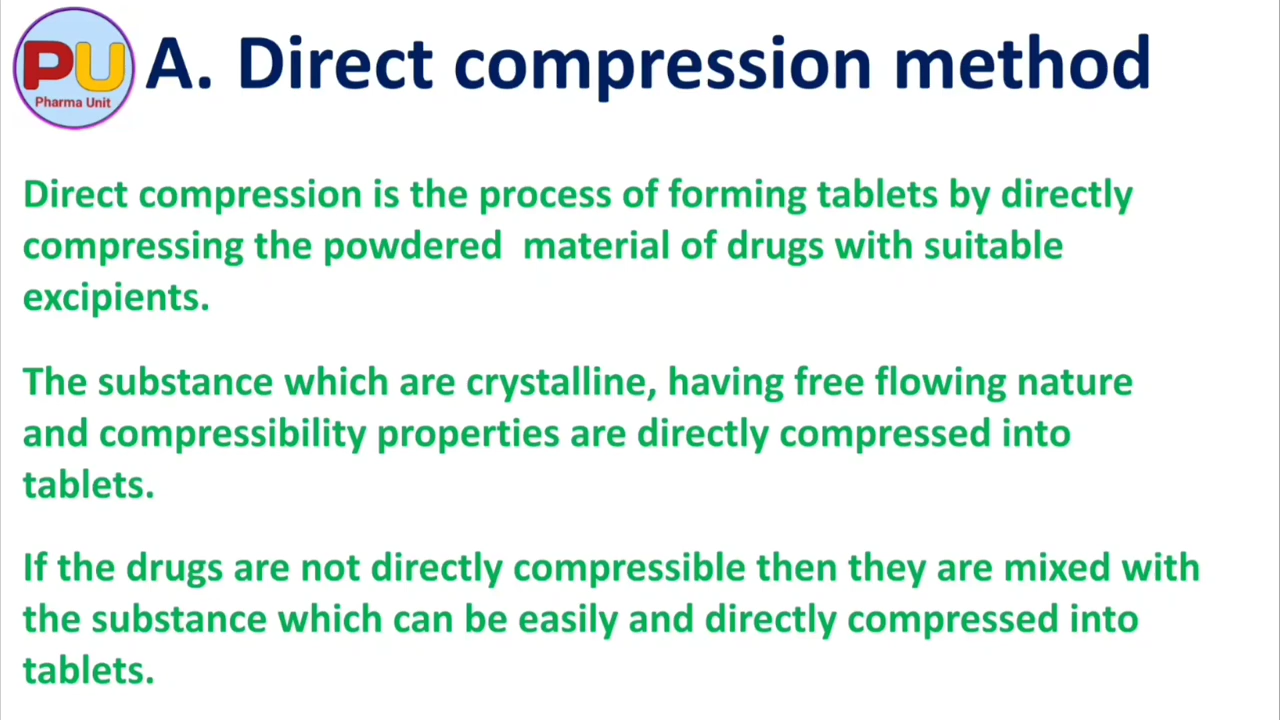 PU
Pharma Unit
A. Direct compression method
Direct compression is the process of forming tablets by directly
compressing the powdered  material of drugs with suitable
excipients.
The substance which are crystalline, having free flowing nature
and compressibility properties are directly compressed into
tablets.
If the drugs are not directly compressible then they are mixed with
the substance which can be easily and directly compressed into
tablets.